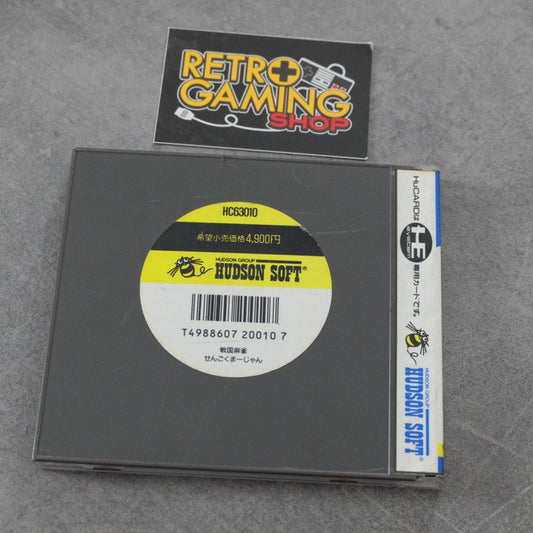 RETRO
GAMING
SHOP
HC63010
希望小売価格4,900円
HUDSON GROUP
HUDSON SOFT®
T4988607 20010 7
戦国麻雀
せんごくまーじゃん
HuCARDは
HE
SYSTEM
専用カードです。
HUDSON GROUP
HUDSON SOFT®